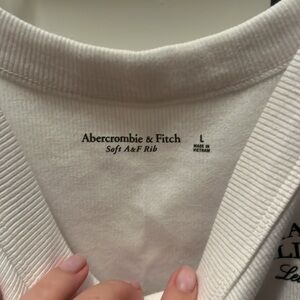 Abercrombie & Fitch
Soft A&F Rib
L
MADE IN
VIETNAM